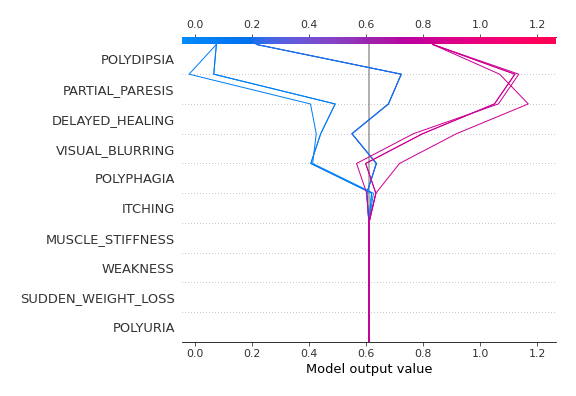 0.0 0.2 0.4 0.6 0.8 1.0 1.2
POLYDIPSIA
PARTIAL_PARESIS
DELAYED_HEALING
VISUAL_BLURRING
POLYPHAGIA
ITCHING
MUSCLE_STIFFNESS
WEAKNESS
SUDDEN_WEIGHT_LOSS
POLYURIA
0.0 0.2 0.4 0.6 0.8 1.0 1.2
Model output value